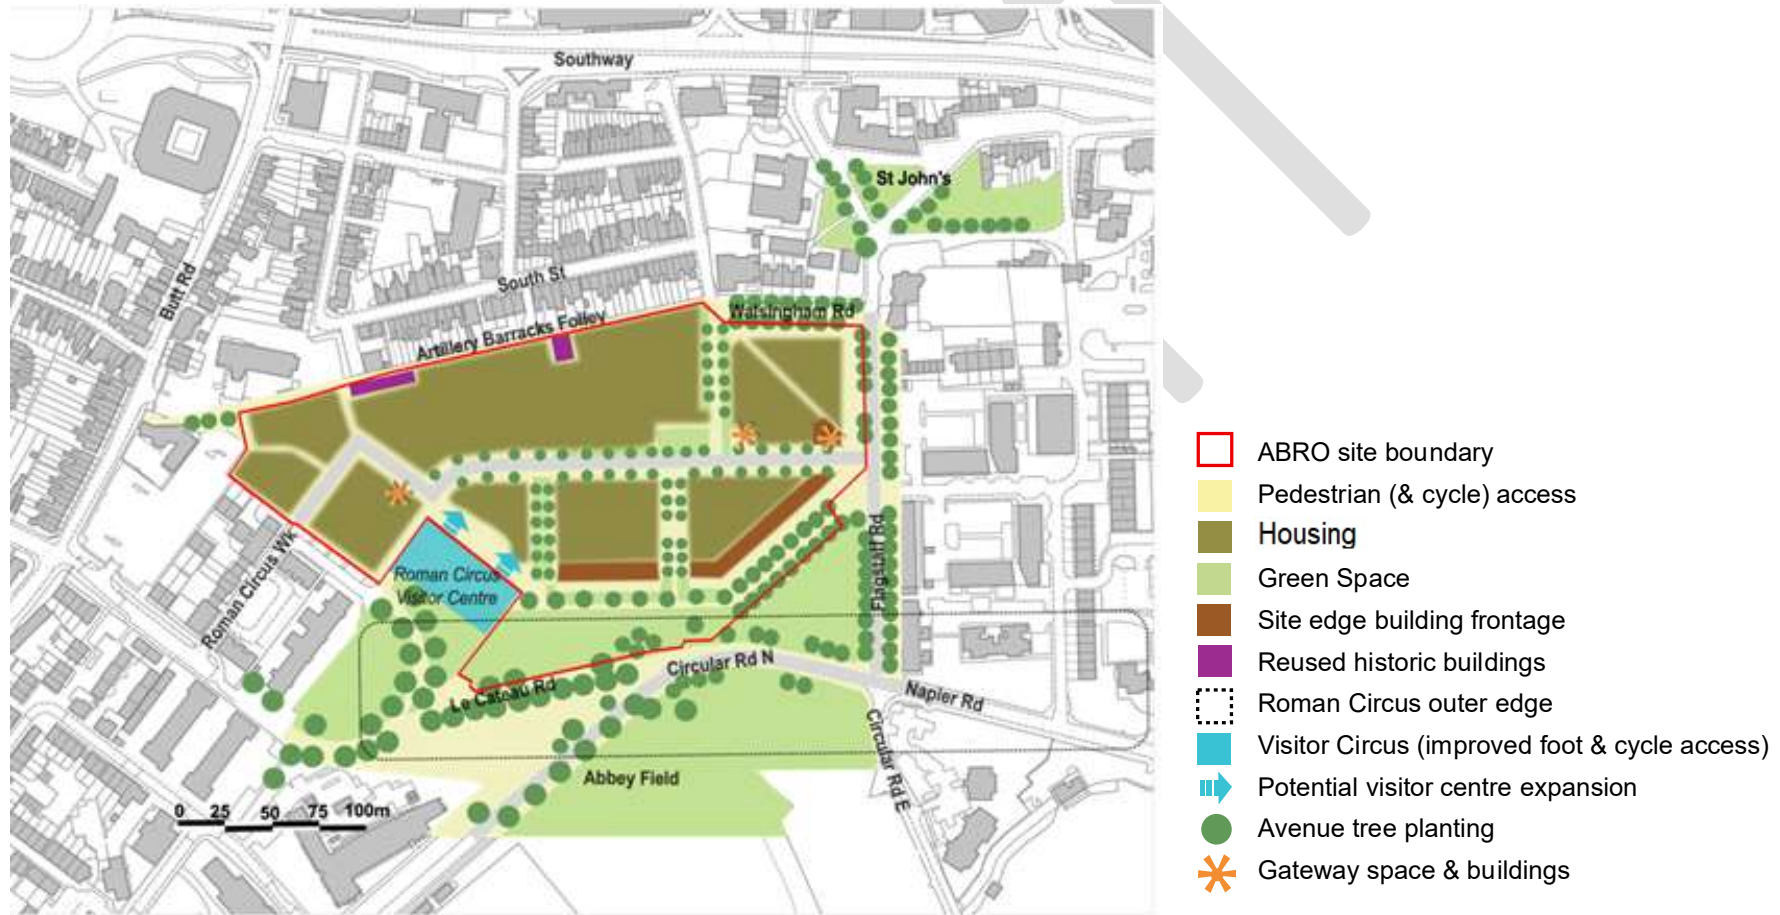 Southway
St John's
Butt Rd
South St
Artillery Barracks Folley
Walsingham Rd
Roman Circus Wk
Roman Circus
Visitor Centre
Flagstaff Rd
Le Cateau Rd
Circular Rd N
Napier Rd
Circular Rd E
Abbey Field
0 25 50 75 100m
ABRO site boundary
Pedestrian (& cycle) access
Housing
Green Space
Site edge building frontage
Reused historic buildings
Roman Circus outer edge
Visitor Circus (improved foot & cycle access)
Potential visitor centre expansion
Avenue tree planting
Gateway space & buildings